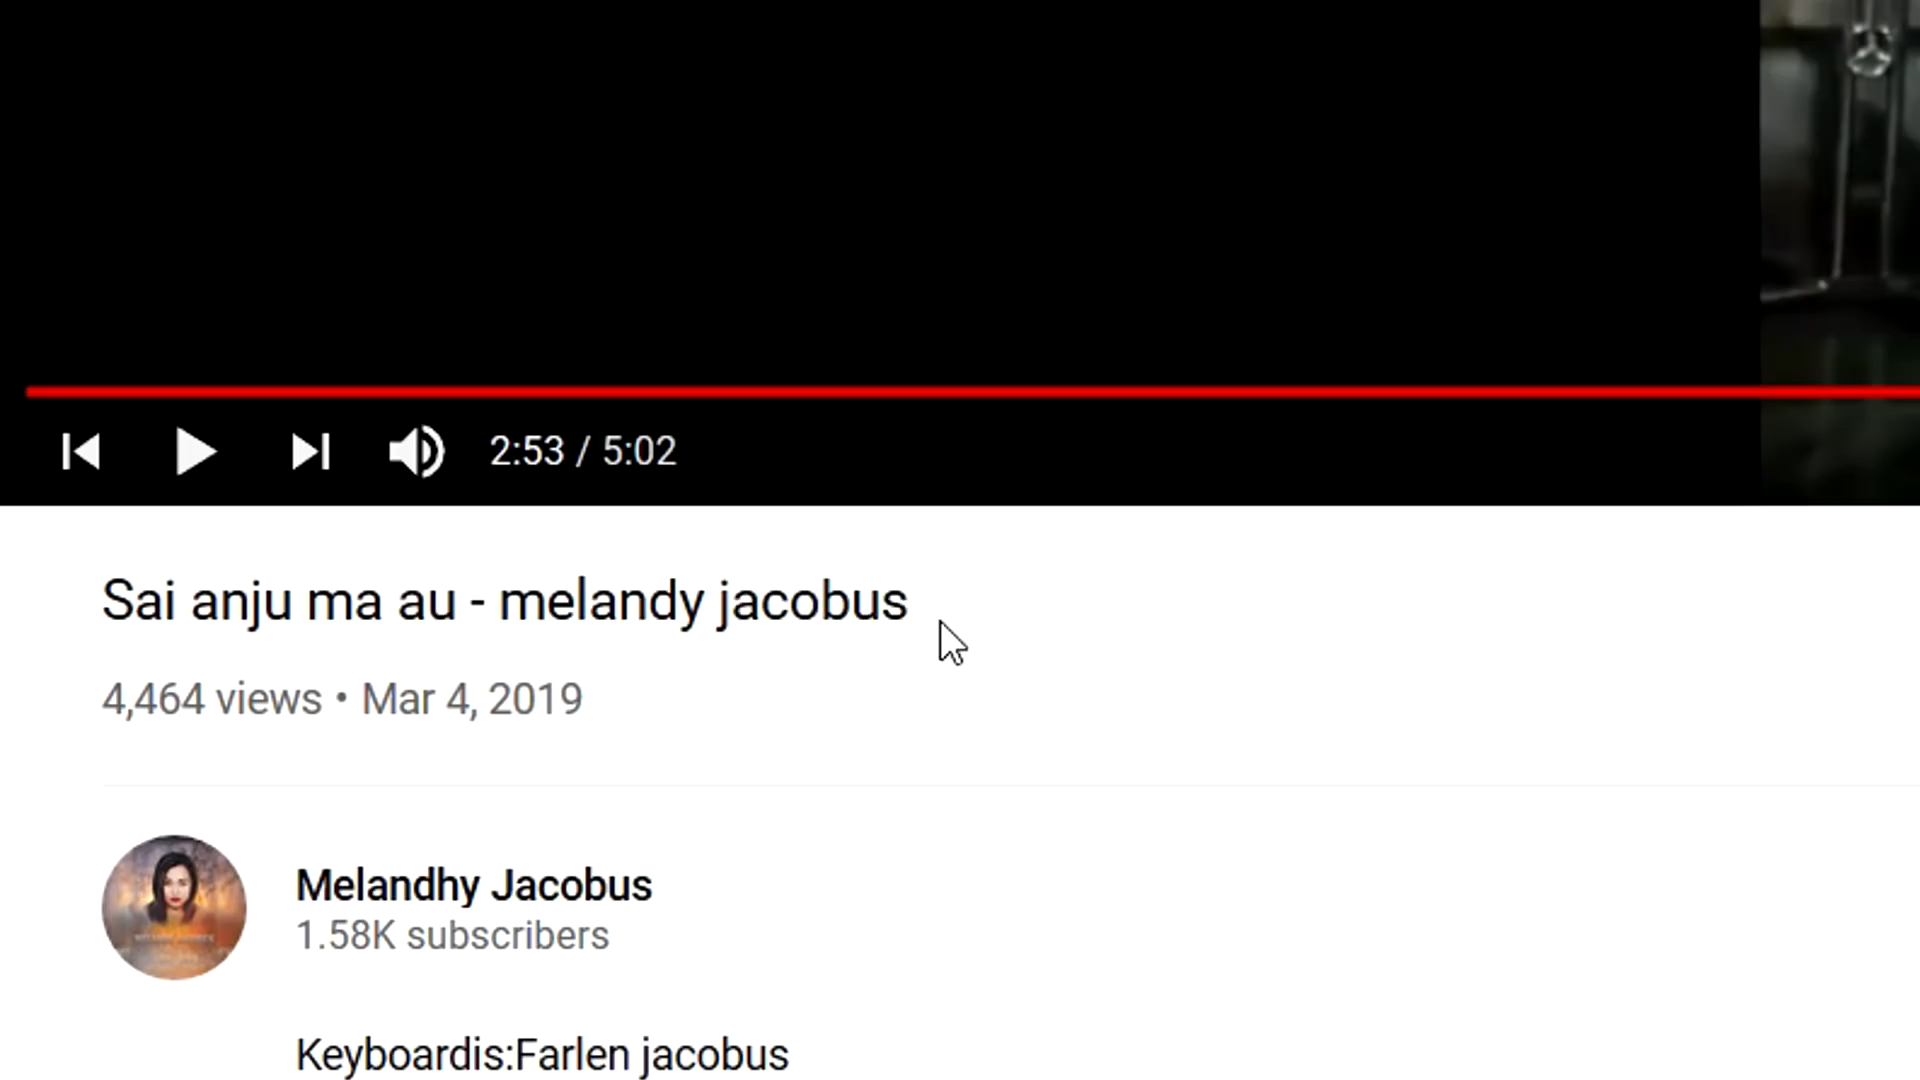 2:53 / 5:02
Sai anju ma au - melandy jacobus
4,464 views • Mar 4, 2019
Melandhy Jacobus
1.58K subscribers
Keyboardis:Farlen jacobus